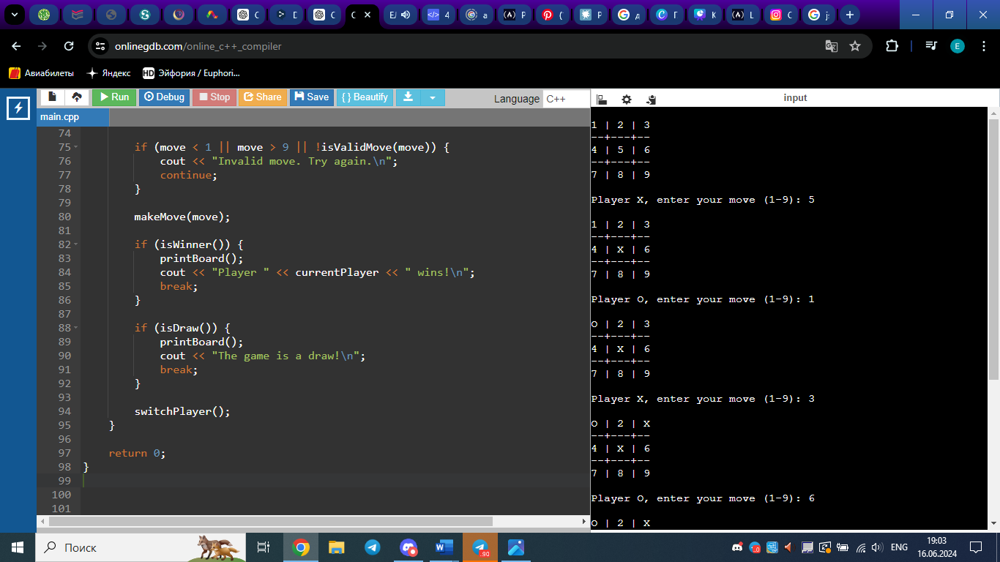 C
D
C
C
EJ
4
a
P
(
P
д
С
Г
K
L
C
js
onlinegdb.com/online_c++_compiler
E
Авиабилеты
Яндекс
HD Эйфория / Euphori...
Run
Debug
Stop
Share
Save
{ } Beautify
Language C++
input
main.cpp
74
75 if (move < 1 || move > 9 || !isValidMove(move)) {
76 cout << "Invalid move. Try again.\n";
77 continue;
78 }
79
80 makeMove(move);
81
82 if (isWinner()) {
83 printBoard();
84 cout << "Player " << currentPlayer << " wins!\n";
85 break;
86 }
87
88 if (isDraw()) {
89 printBoard();
90 cout << "The game is a draw!\n";
91 break;
92 }
93
94 switchPlayer();
95 }
96
97 return 0;
98 }
99
100
101
1 | 2 | 3
--+---+--
4 | 5 | 6
--+---+--
7 | 8 | 9
Player X, enter your move (1-9): 5
1 | 2 | 3
--+---+--
4 | X | 6
--+---+--
7 | 8 | 9
Player O, enter your move (1-9): 1
O | 2 | 3
--+---+--
4 | X | 6
--+---+--
7 | 8 | 9
Player X, enter your move (1-9): 3
O | 2 | X
--+---+--
4 | X | 6
--+---+--
7 | 8 | 9
Player O, enter your move (1-9): 6
O | 2 | X
Поиск
90
ENG
19:03
16.06.2024